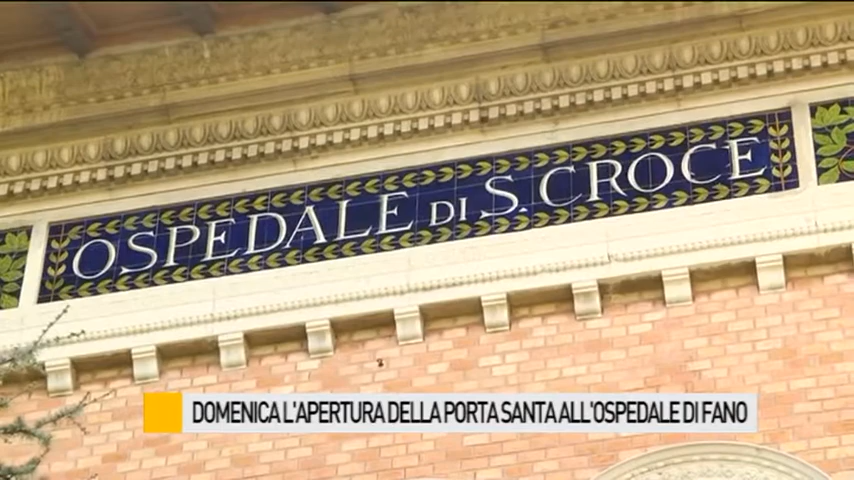 OSPEDALE DI S. CROCE
DOMENICA L'APERTURA DELLA PORTA SANTA ALL'OSPEDALE DI FANO